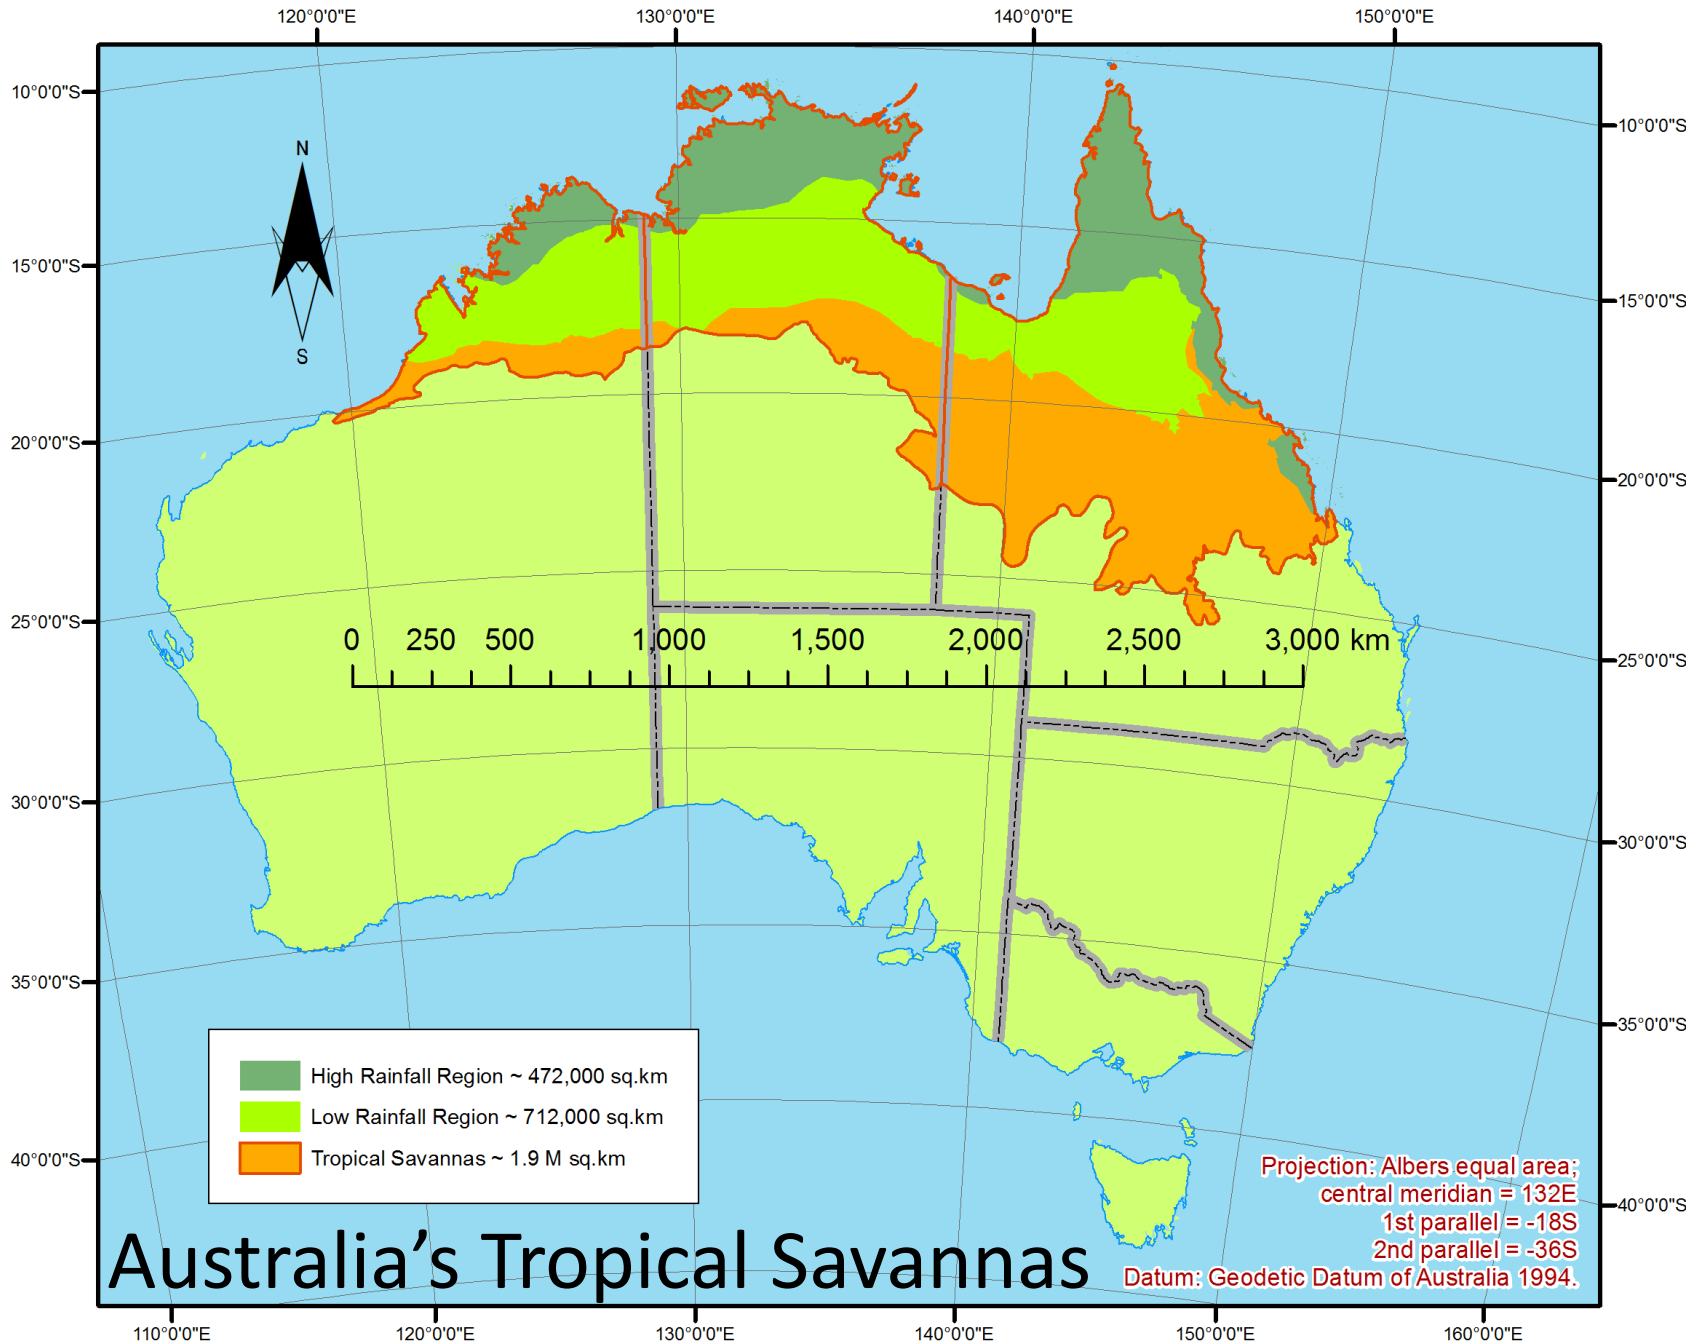 120°0'0"E 130°0'0"E 140°0'0"E 150°0'0"E
10°0'0"S
10°0'0"S
N
S
15°0'0"S
15°0'0"S
20°0'0"S
20°0'0"S
25°0'0"S
0 250 500 1000 1,500 2,000 2,500 3,000 km
25°0'0"S
30°0'0"S
30°0'0"S
35°0'0"S
35°0'0"S
High Rainfall Region ~ 472,000 sq.km
Low Rainfall Region ~ 712,000 sq.km
Tropical Savannas ~ 1.9 M sq.km
40°0'0"S
40°0'0"S
Projection: Albers equal area;
central meridian = 132E
1st parallel = -18S
2nd parallel = -36S
Datum: Geodetic Datum of Australia 1994.
Australia’s Tropical Savannas
110°0'0"E 120°0'0"E 130°0'0"E 140°0'0"E 150°0'0"E 160°0'0"E